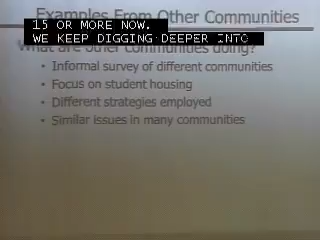 Examples From Other Communities
15 OR MORE NOW.
WE KEEP DIGGING DEEPER INTO
What are other communities doing?
• Informal survey of different communities
• Focus on student housing
• Different strategies employed
• Similar issues in many communities